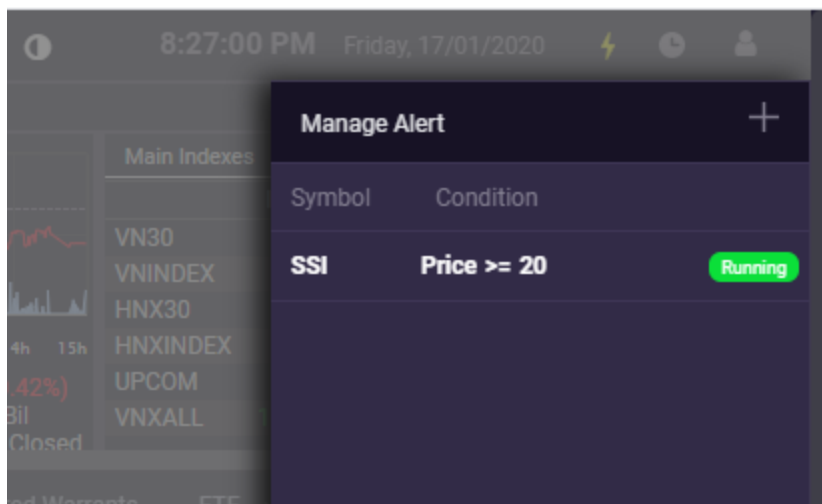 8:27:00 PM Friday, 17/01/2020
Manage Alert
Main Indexes
Symbol Condition
VN30
SSI Price >= 20 Running
VNINDEX
HNX30
4h 15h HNXINDEX
.42%) UPCOM
Bil VNXALL
Closed
ETF